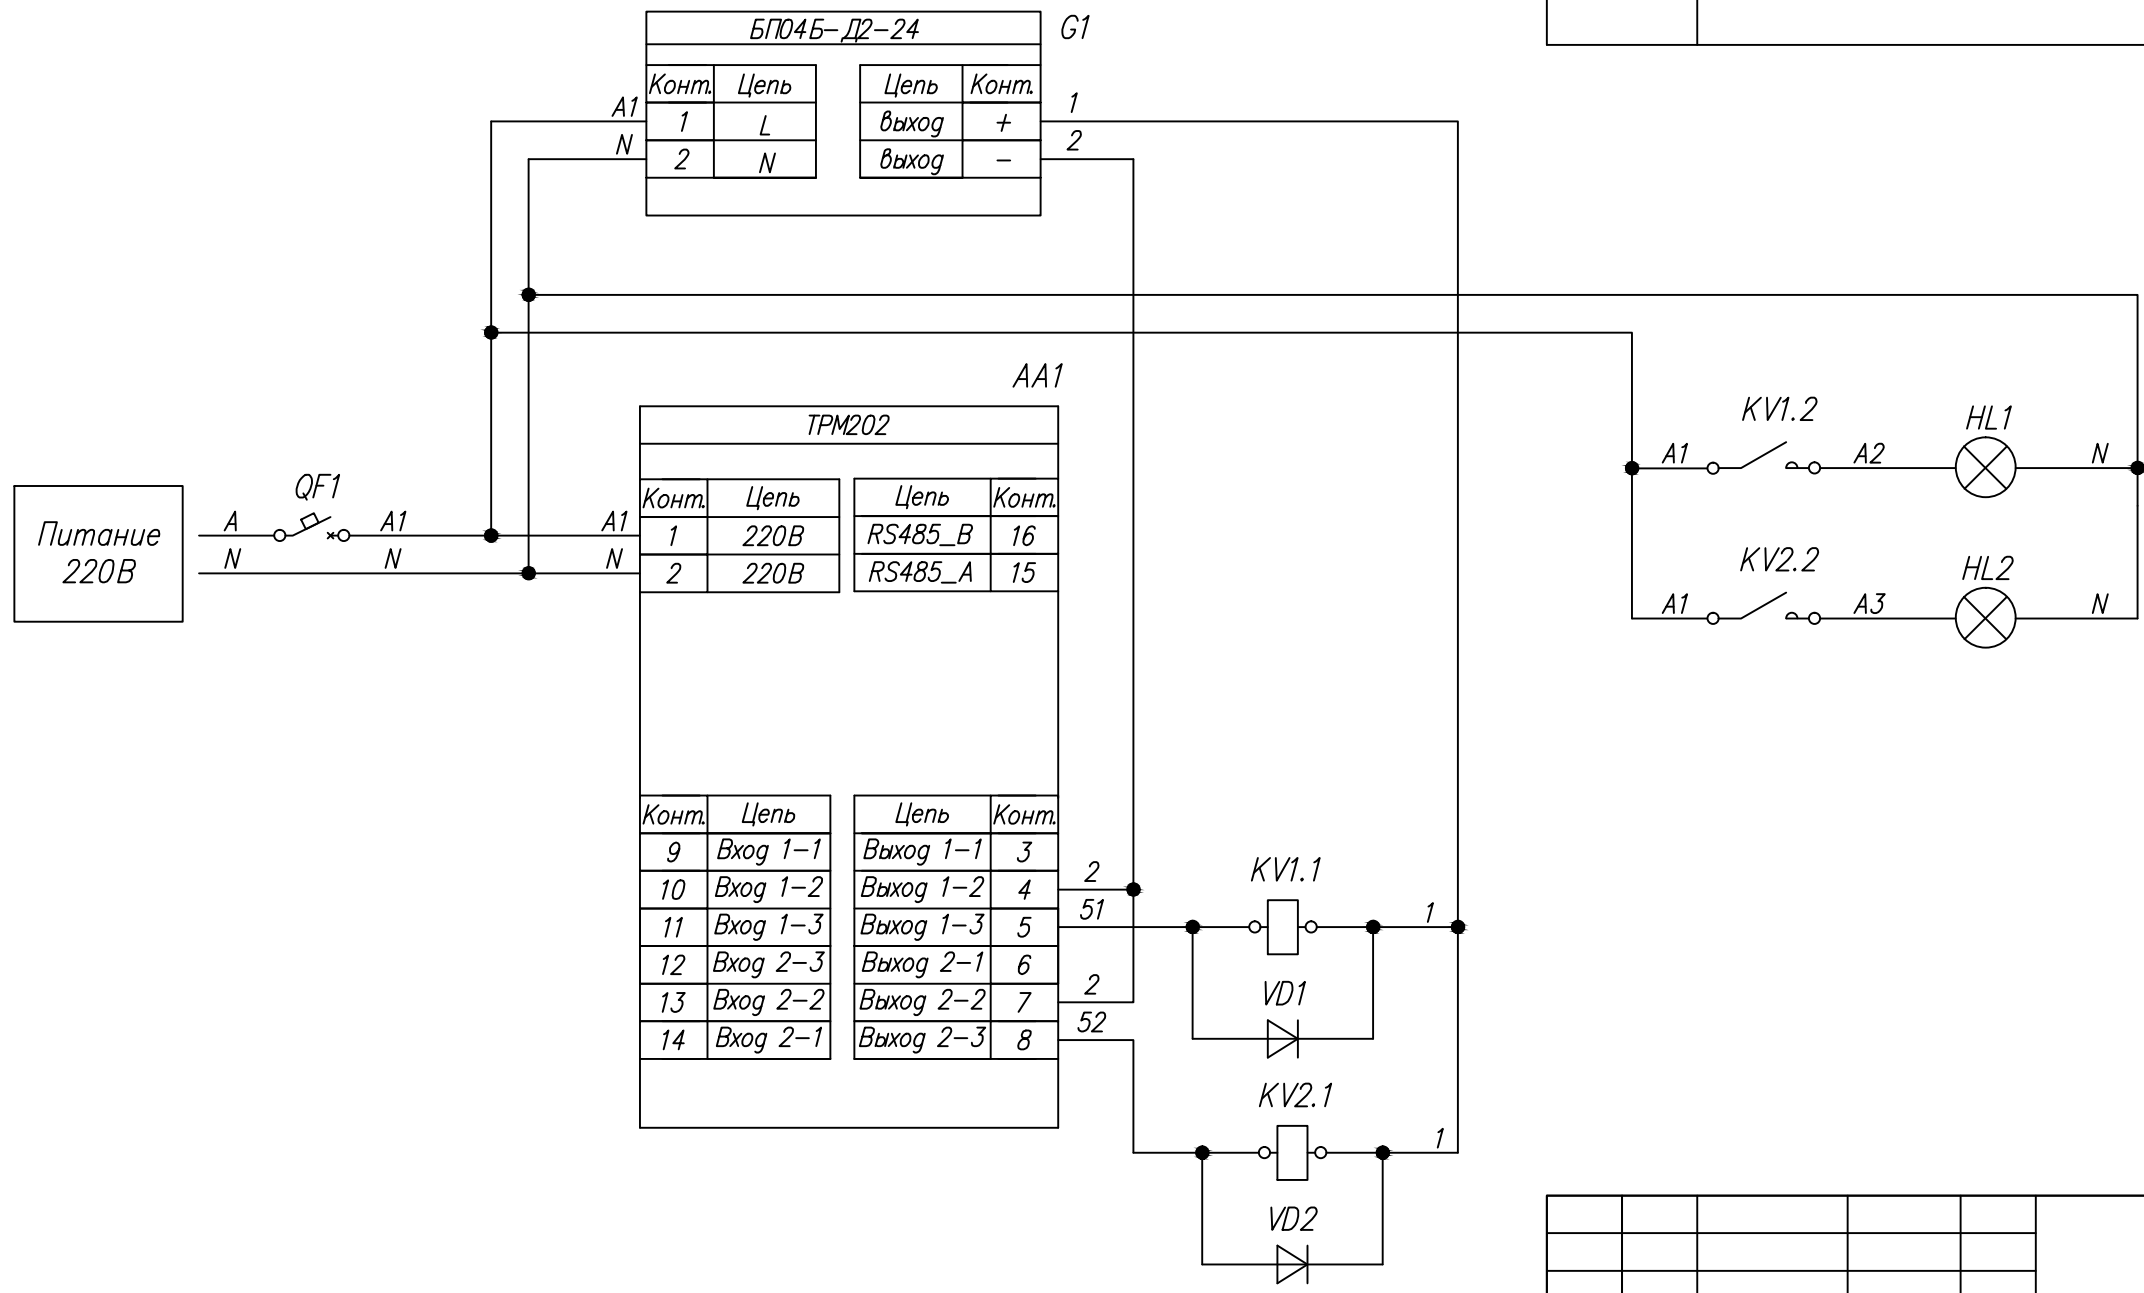 БП04Б-Д2-24 G1
Конт. Цепь Цепь Конт.
A1 1 L выход + 1
N 2 N выход - 2
AA1
ТРМ202
KV1.2 HL1
A1 A2 N
QF1
Питание
220В
A A1 A1
N N N
Конт. Цепь Цепь Конт.
1 220В RS485_B 16
2 220В RS485_A 15
KV2.2 HL2
A1 A3 N
Конт. Цепь Цепь Конт.
9 Вход 1-1 Выход 1-1 3
10 Вход 1-2 Выход 1-2 4 2
11 Вход 1-3 Выход 1-3 5 51
12 Вход 2-3 Выход 2-1 6
13 Вход 2-2 Выход 2-2 7 2
14 Вход 2-1 Выход 2-3 8 52
KV1.1
1
VD1
KV2.1
1
VD2